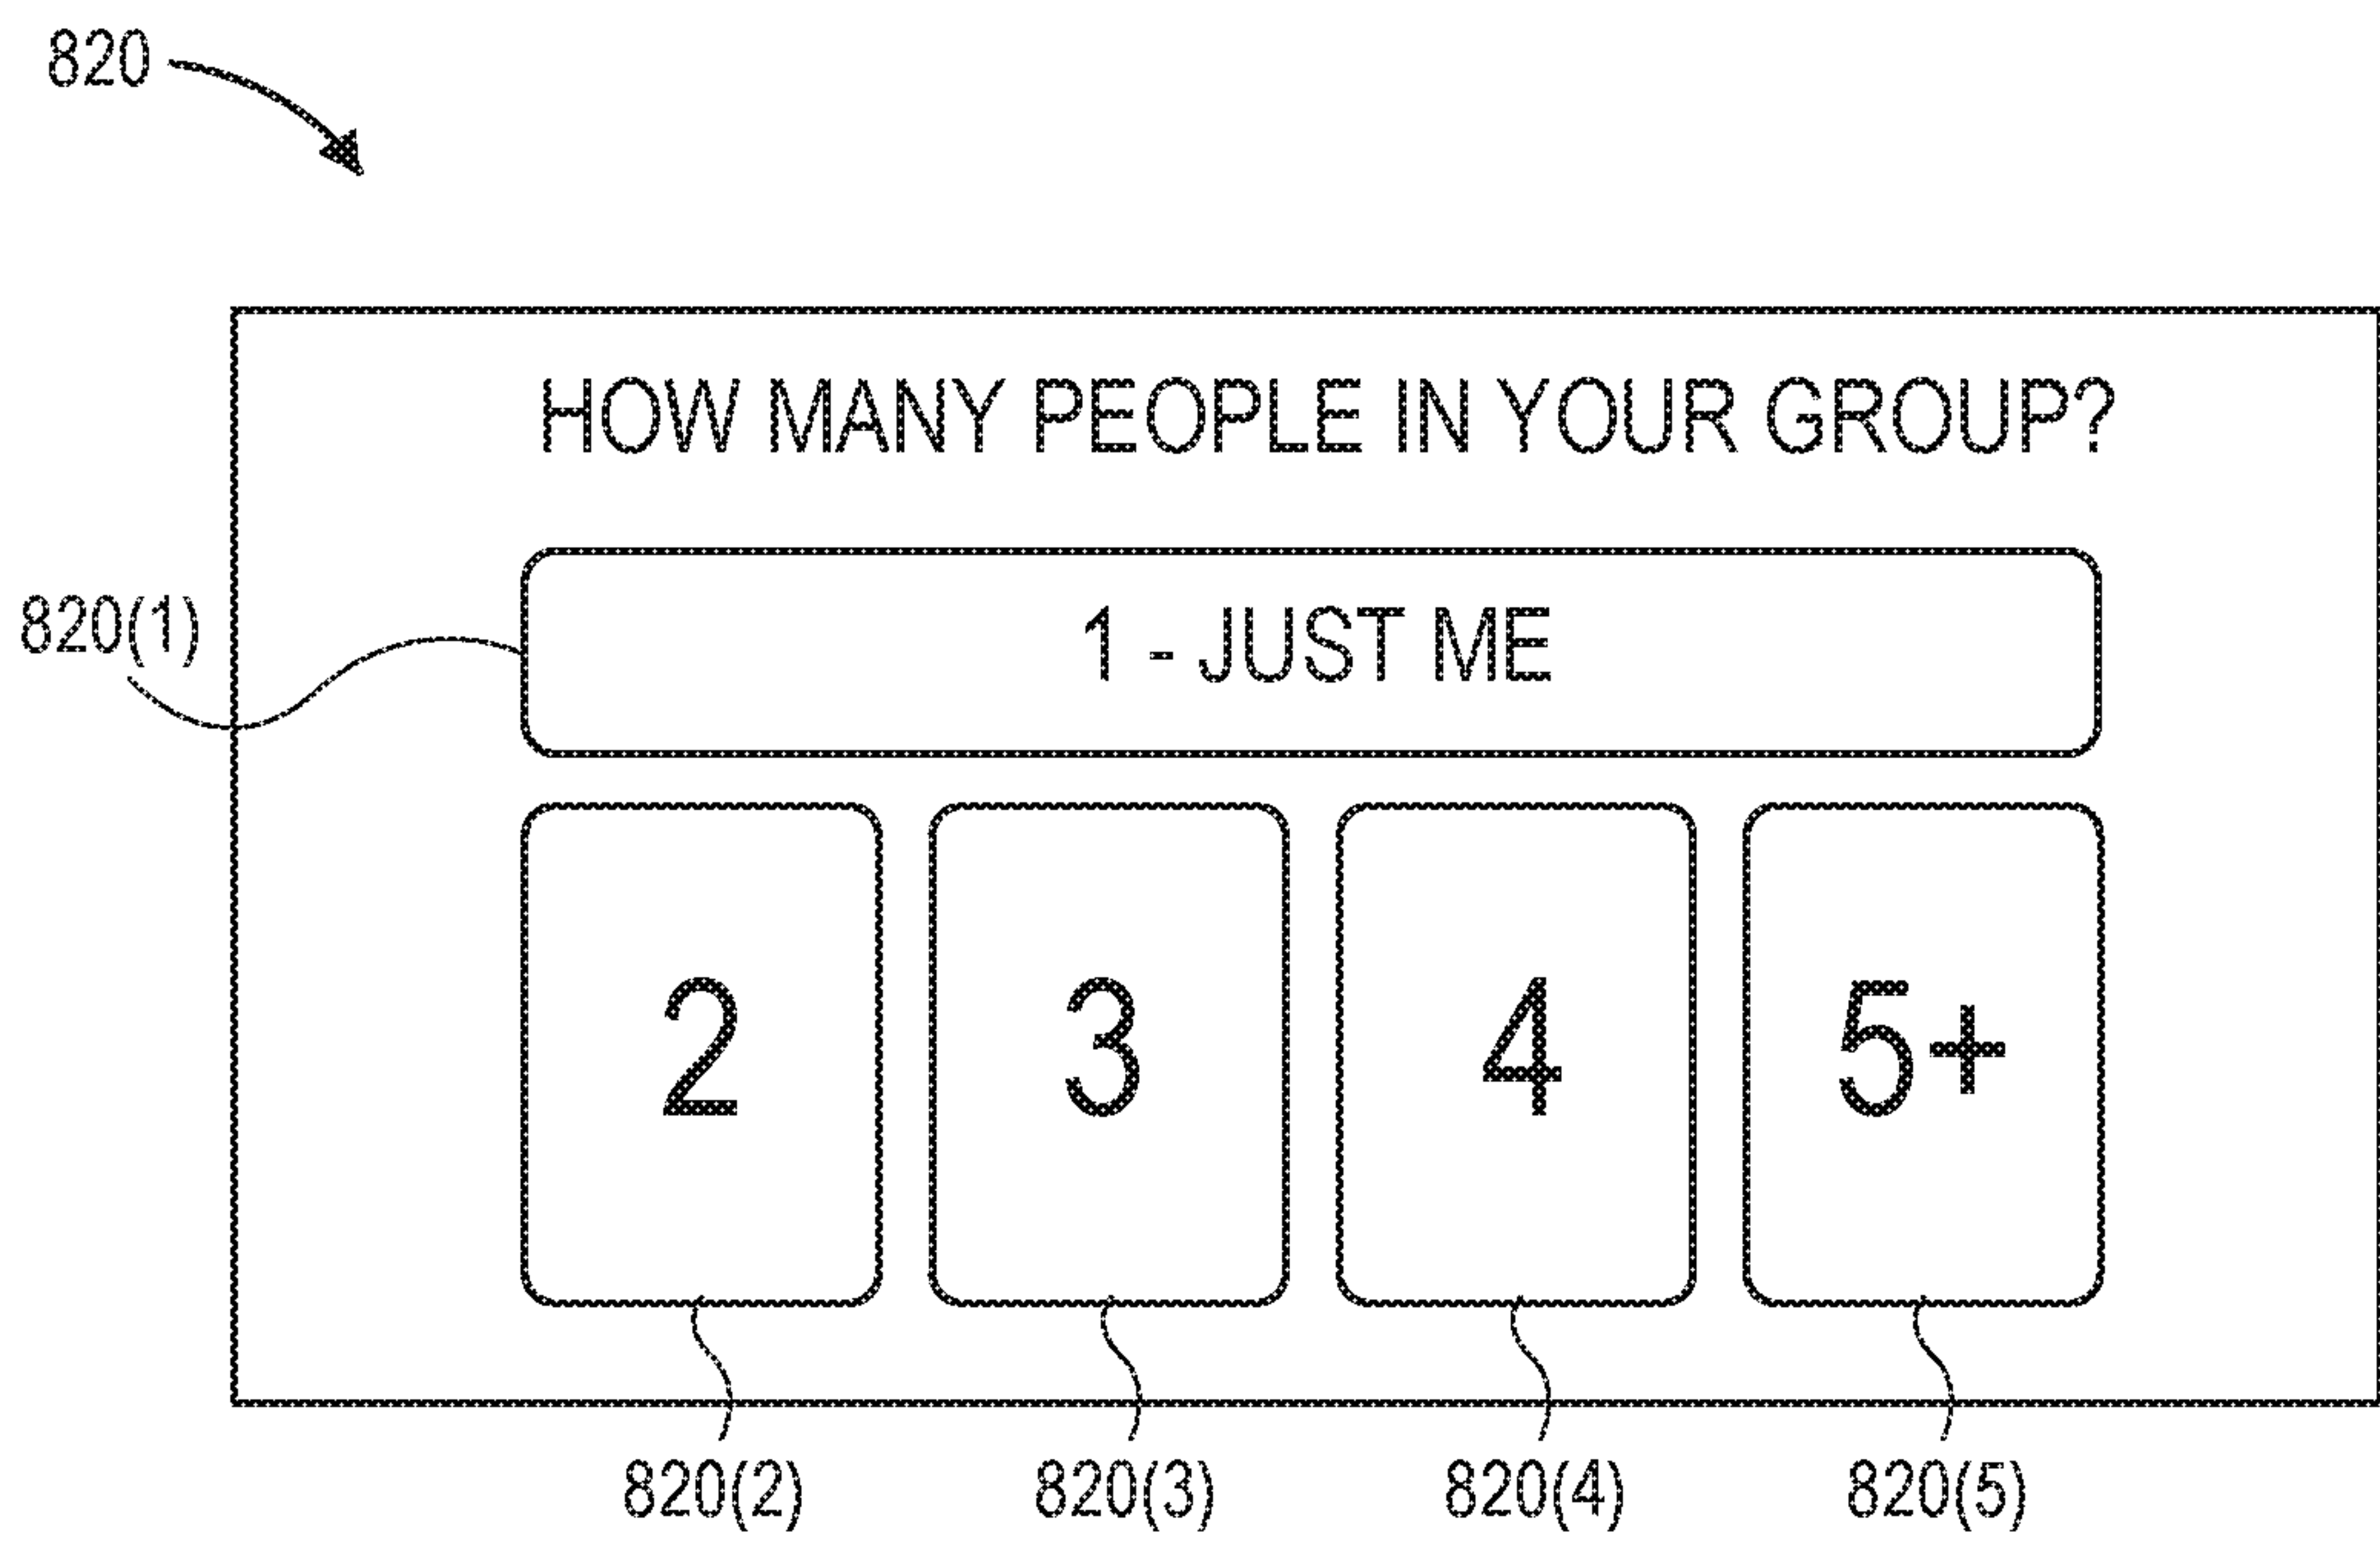 820
HOW MANY PEOPLE IN YOUR GROUP?
820(1)
1 - JUST ME
2 3 4 5+
820(2) 820(3) 820(4) 820(5)